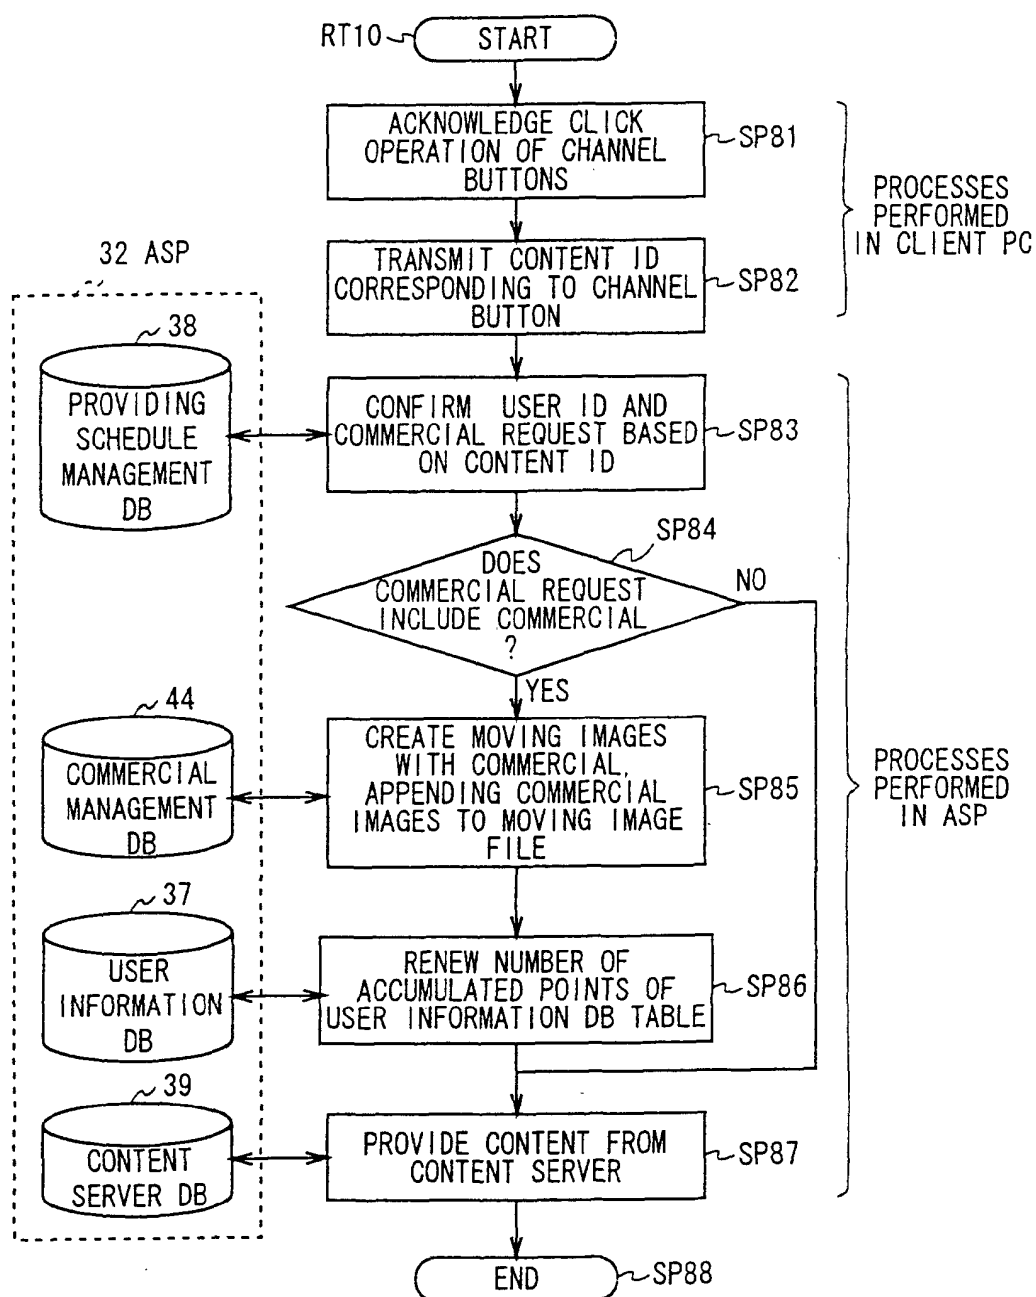 RT10
START
ACKNOWLEDGE CLICK
OPERATION OF CHANNEL
BUTTONS
SP81
PROCESSES
PERFORMED
IN CLIENT PC
TRANSMIT CONTENT ID
CORRESPONDING TO CHANNEL
BUTTON
SP82
32 ASP
38
PROVIDING
SCHEDULE
MANAGEMENT
DB
CONFIRM USER ID AND
COMMERCIAL REQUEST BASED
ON CONTENT ID
SP83
DOES
COMMERCIAL REQUEST
INCLUDE COMMERCIAL
?
SP84
NO
YES
44
COMMERCIAL
MANAGEMENT
DB
CREATE MOVING IMAGES
WITH COMMERCIAL,
APPENDING COMMERCIAL
IMAGES TO MOVING IMAGE
FILE
SP85
PROCESSES
PERFORMED
IN ASP
37
USER
INFORMATION
DB
RENEW NUMBER OF
ACCUMULATED POINTS OF
USER INFORMATION DB TABLE
SP86
39
CONTENT
SERVER DB
PROVIDE CONTENT FROM
CONTENT SERVER
SP87
END
SP88